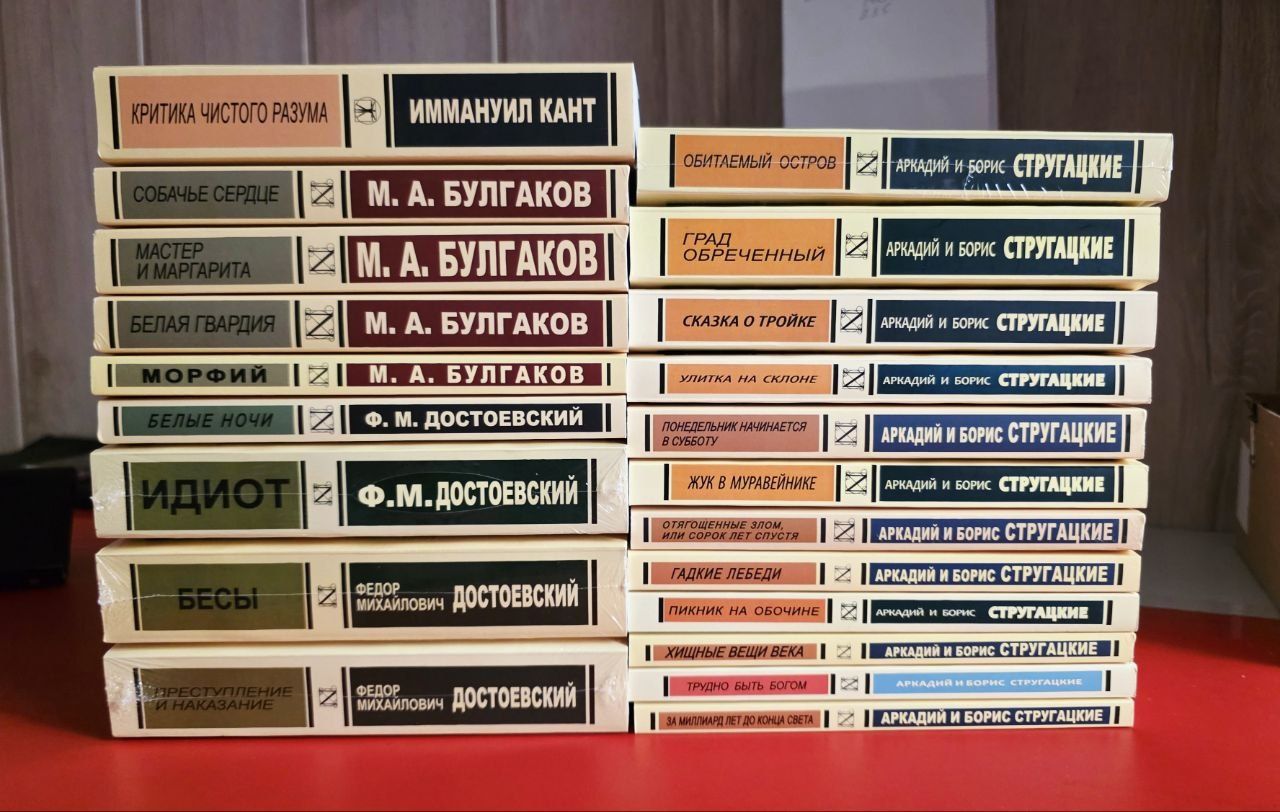 КРИТИКА ЧИСТОГО РАЗУМА
ИММАНУИЛ КАНТ
СОБАЧЬЕ СЕРДЦЕ
М. А. БУЛГАКОВ
МАСТЕР
И МАРГАРИТА
М. А. БУЛГАКОВ
БЕЛАЯ ГВАРДИЯ
М. А. БУЛГАКОВ
МОРФИЙ
М. А. БУЛГАКОВ
БЕЛЫЕ НОЧИ
Ф. М. ДОСТОЕВСКИЙ
ИДИОТ
Ф.М. ДОСТОЕВСКИЙ
БЕСЫ
ФЕДОР
МИХАЙЛОВИЧ ДОСТОЕВСКИЙ
ПРЕСТУПЛЕНИЕ
И НАКАЗАНИЕ
ФЕДОР
МИХАЙЛОВИЧ ДОСТОЕВСКИЙ
ОБИТАЕМЫЙ ОСТРОВ
АРКАДИЙ И БОРИС СТРУГАЦКИЕ
ГРАД
ОБРЕЧЕННЫЙ
АРКАДИЙ И БОРИС СТРУГАЦКИЕ
СКАЗКА О ТРОЙКЕ
АРКАДИЙ И БОРИС СТРУГАЦКИЕ
УЛИТКА НА СКЛОНЕ
АРКАДИЙ И БОРИС СТРУГАЦКИЕ
ПОНЕДЕЛЬНИК НАЧИНАЕТСЯ
В СУББОТУ
АРКАДИЙ И БОРИС СТРУГАЦКИЕ
ЖУК В МУРАВЕЙНИКЕ
АРКАДИЙ И БОРИС СТРУГАЦКИЕ
ОТЯГОЩЕННЫЕ ЗЛОМ,
ИЛИ СОРОК ЛЕТ СПУСТЯ
АРКАДИЙ И БОРИС СТРУГАЦКИЕ
ГАДКИЕ ЛЕБЕДИ
АРКАДИЙ И БОРИС СТРУГАЦКИЕ
ПИКНИК НА ОБОЧИНЕ
АРКАДИЙ И БОРИС СТРУГАЦКИЕ
ХИЩНЫЕ ВЕЩИ ВЕКА
АРКАДИЙ И БОРИС СТРУГАЦКИЕ
ТРУДНО БЫТЬ БОГОМ
АРКАДИЙ И БОРИС СТРУГАЦКИЕ
ЗА МИЛЛИАРД ЛЕТ ДО КОНЦА СВЕТА
АРКАДИЙ И БОРИС СТРУГАЦКИЕ